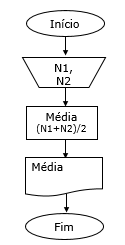 Início
N1,
N2
Média
(N1+N2)/2
Média
Fim